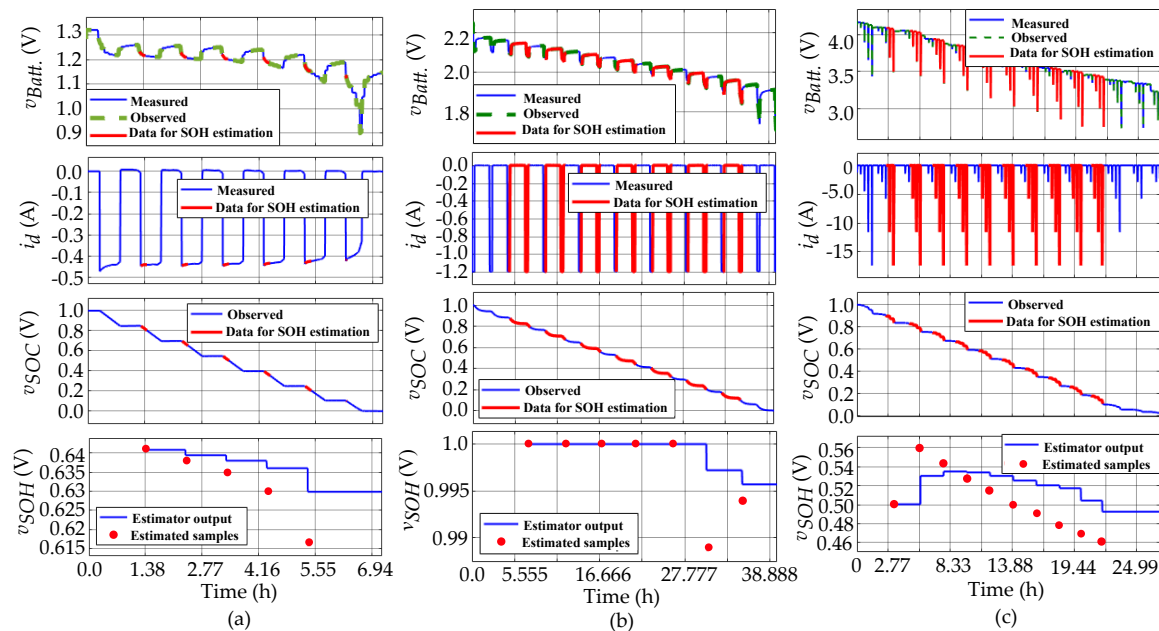 v_Batt. (V)
1.3
1.2
1.1
1.0
0.9
Measured
Observed
Data for SOH estimation
i_d (A)
0.0
-0.1
-0.2
-0.3
-0.4
-0.5
Measured
Data for SOH estimation
v_SOC (V)
1.0
0.8
0.6
0.4
0.2
0.0
Observed
Data for SOH estimation
v_SOH (V)
0.64
0.635
0.63
0.62
0.615
Estimator output
Estimated samples
0.0 1.38 2.77 4.16 5.55 6.94
Time (h)
(a)
v_Batt. (V)
2.2
2.0
1.8
Measured
Observed
Data for SOH estimation
i_d (A)
0.0
-0.2
-0.4
-0.6
-0.8
-1.0
-1.2
Measured
Data for SOH estimation
v_SOC (V)
1.0
0.8
0.6
0.4
0.2
0.0
Observed
Data for SOH estimation
v_SOH (V)
1.0
0.995
0.99
Estimator output
Estimated samples
0.0 5.555 16.666 27.777 38.888
Time (h)
(b)
v_Batt. (V)
4.0
3.5
3.0
Measured
Observed
Data for SOH estimation
i_d (A)
0
-5
-10
-15
Measured
Data for SOH estimation
v_SOC (V)
1.0
0.8
0.6
0.4
0.2
0.0
Observed
Data for SOH estimation
v_SOH (V)
0.56
0.52
0.50
0.48
0.46
Estimator output
Estimated samples
0 2.77 8.33 13.88 19.44 24.99
Time (h)
(c)